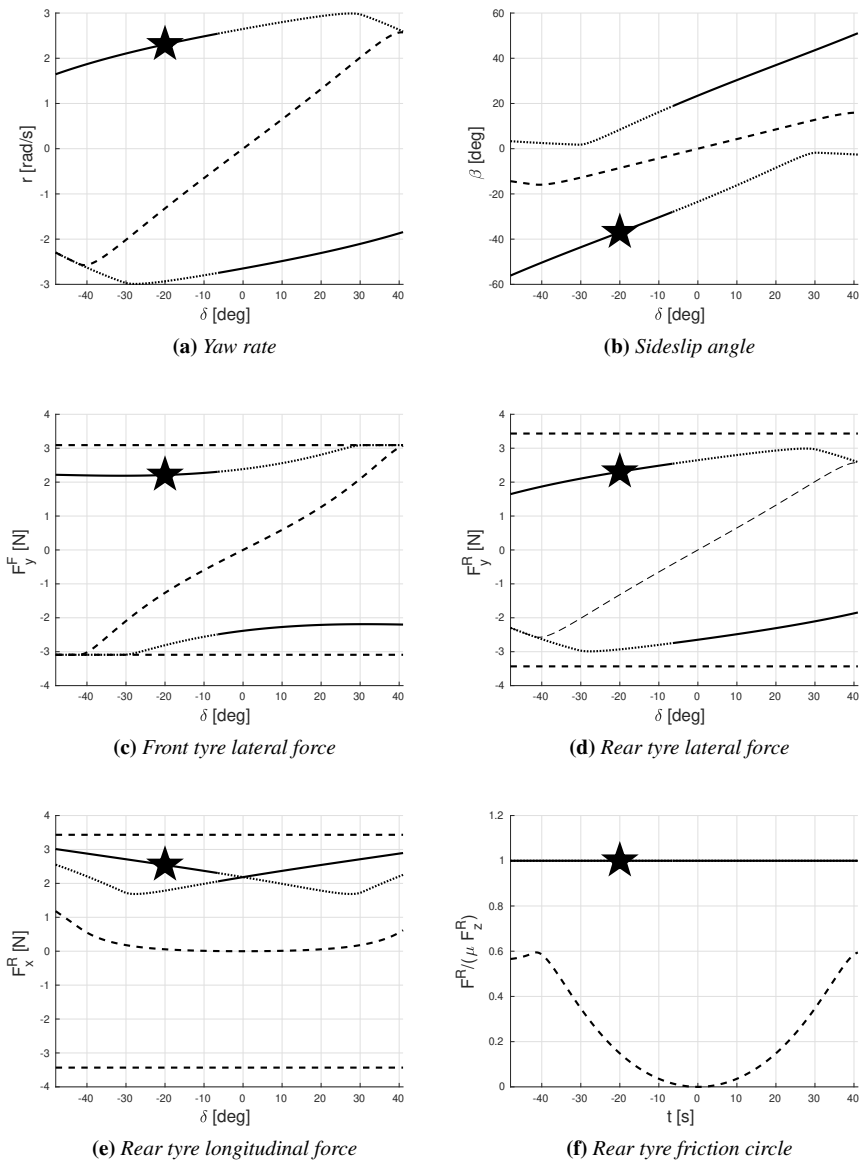 3
2
1
0
-1
-2
-3
r [rad/s]
-40 -30 -20 -10 0 10 20 30 40
δ [deg]
(a) Yaw rate
60
40
20
0
-20
-40
-60
β [deg]
-40 -30 -20 -10 0 10 20 30 40
δ [deg]
(b) Sideslip angle
4
3
2
1
0
-1
-2
-3
-4
F_y^F [N]
-40 -30 -20 -10 0 10 20 30 40
δ [deg]
(c) Front tyre lateral force
4
3
2
1
0
-1
-2
-3
-4
F_y^R [N]
-40 -30 -20 -10 0 10 20 30 40
δ [deg]
(d) Rear tyre lateral force
4
3
2
1
0
-1
-2
-3
-4
F_x^R [N]
-40 -30 -20 -10 0 10 20 30 40
δ [deg]
(e) Rear tyre longitudinal force
1.2
1
0.8
0.6
0.4
0.2
0
F^R/(μ F_z^R)
-40 -30 -20 -10 0 10 20 30 40
t [s]
(f) Rear tyre friction circle